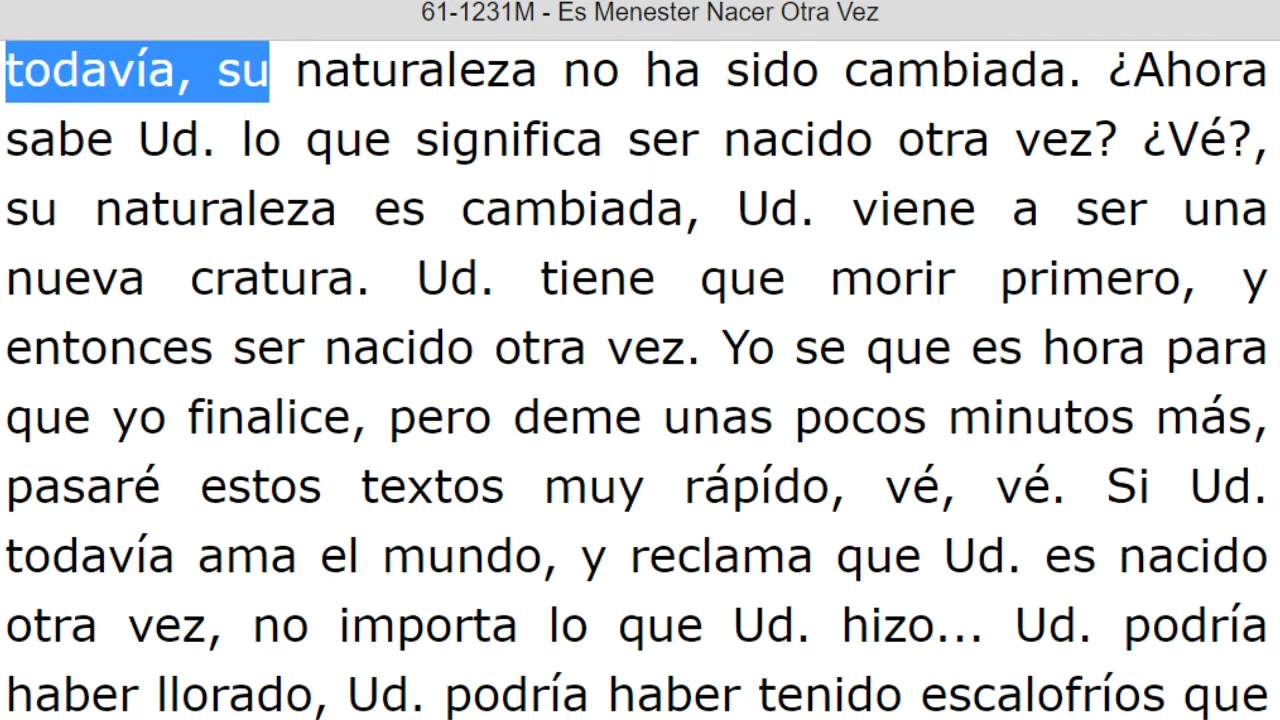 61-1231M - Es Menester Nacer Otra Vez
todavía, su naturaleza no ha sido cambiada. ¿Ahora
sabe Ud. lo que significa ser nacido otra vez? ¿Vé?,
su naturaleza es cambiada, Ud. viene a ser una
nueva cratura. Ud. tiene que morir primero, y
entonces ser nacido otra vez. Yo se que es hora para
que yo finalice, pero deme unas pocos minutos más,
pasaré estos textos muy rápído, vé, vé. Si Ud.
todavía ama el mundo, y reclama que Ud. es nacido
otra vez, no importa lo que Ud. hizo... Ud. podría
haber llorado, Ud. podría haber tenido escalofríos que